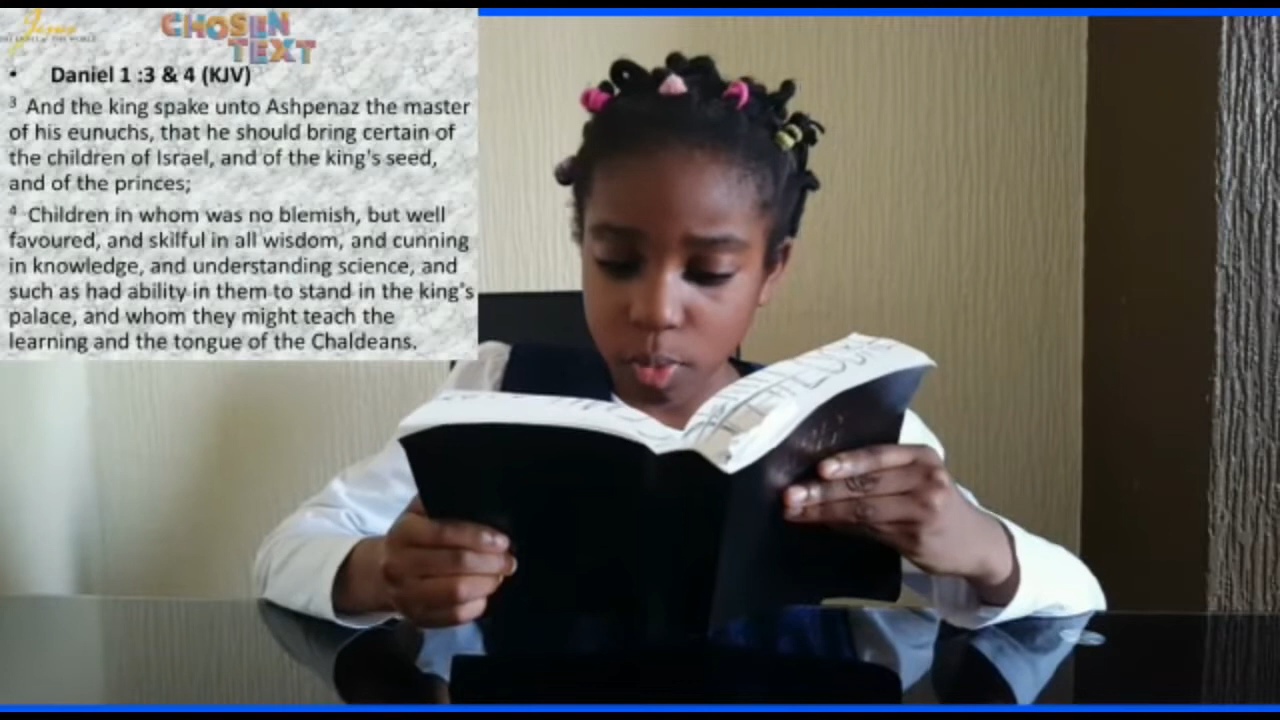 Jesus
CHOSEN
TEXT
• Daniel 1 :3 & 4 (KJV)
3 And the king spake unto Ashpenaz the master
of his eunuchs, that he should bring certain of
the children of Israel, and of the king's seed,
and of the princes;
4 Children in whom was no blemish, but well
favoured, and skilful in all wisdom, and cunning
in knowledge, and understanding science, and
such as had ability in them to stand in the king's
palace, and whom they might teach the
learning and the tongue of the Chaldeans.